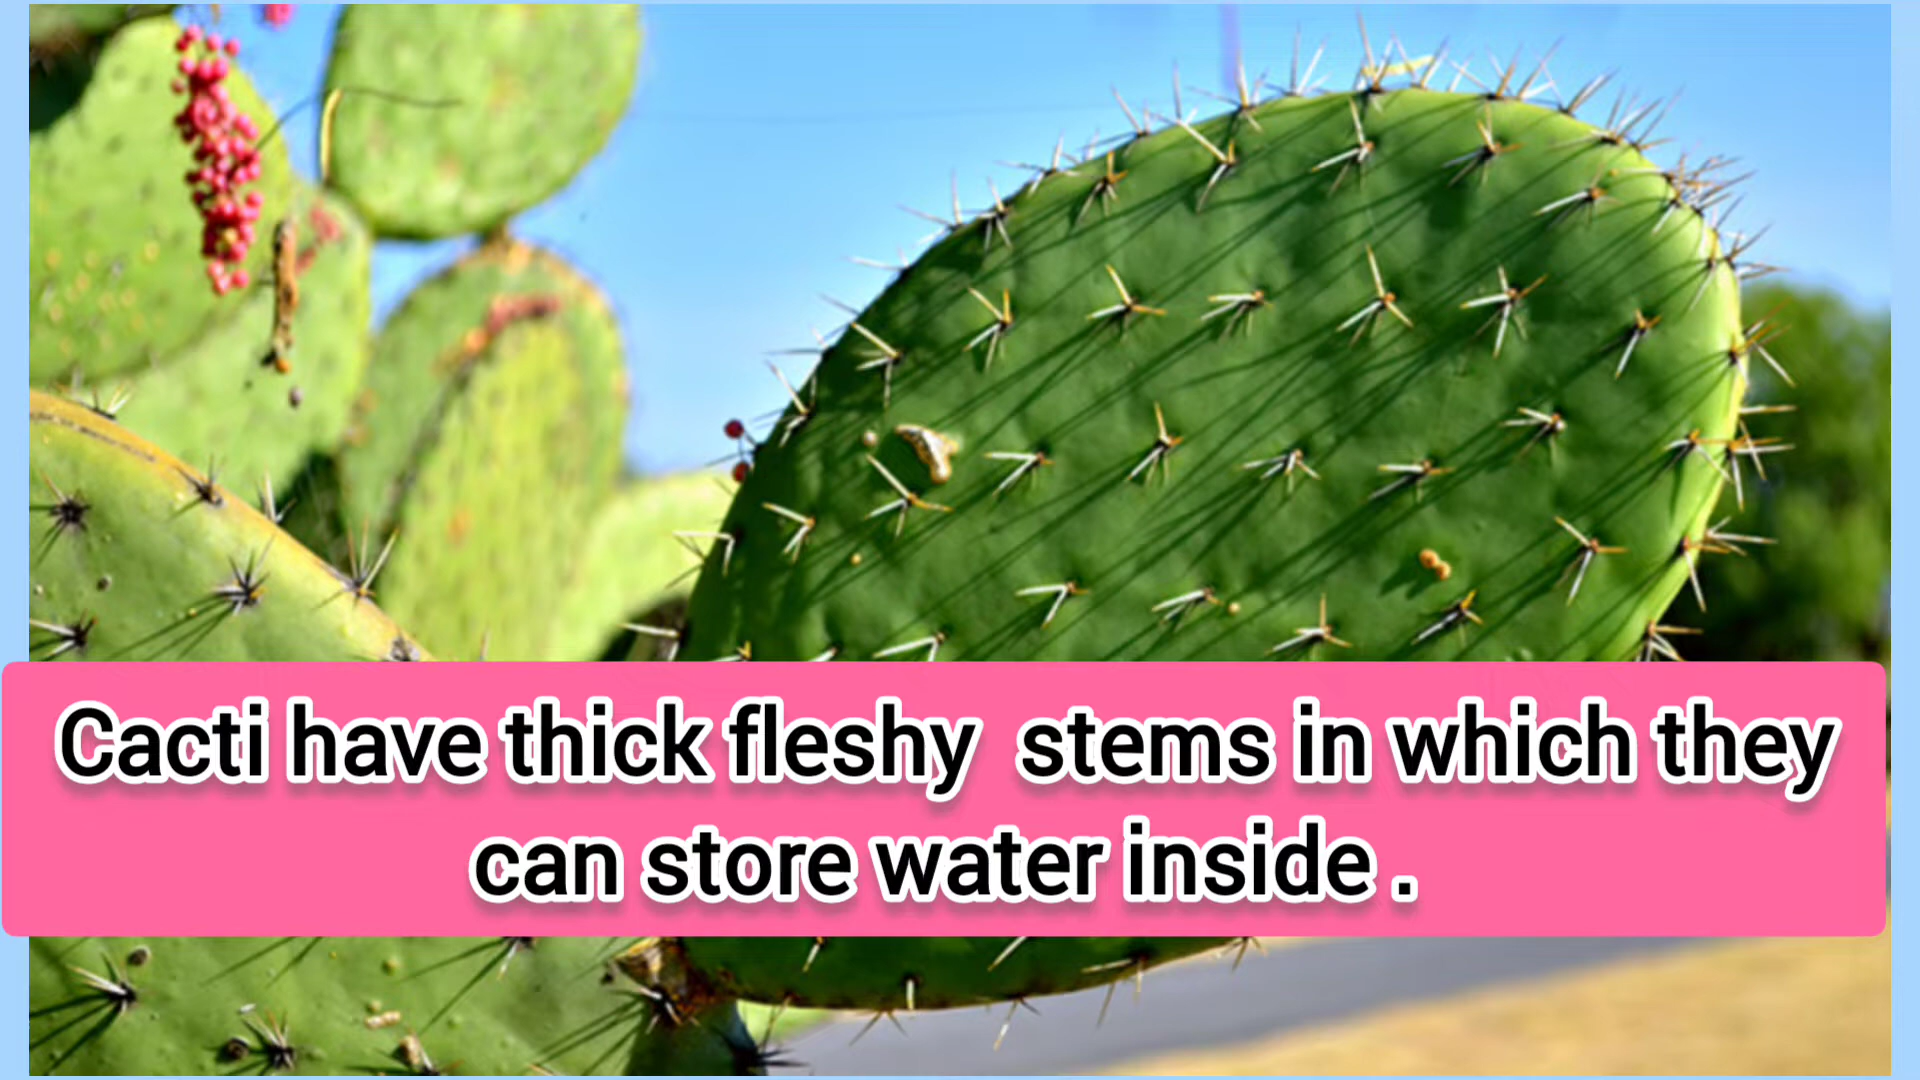 Cacti have thick fleshy  stems in which they
can store water inside .